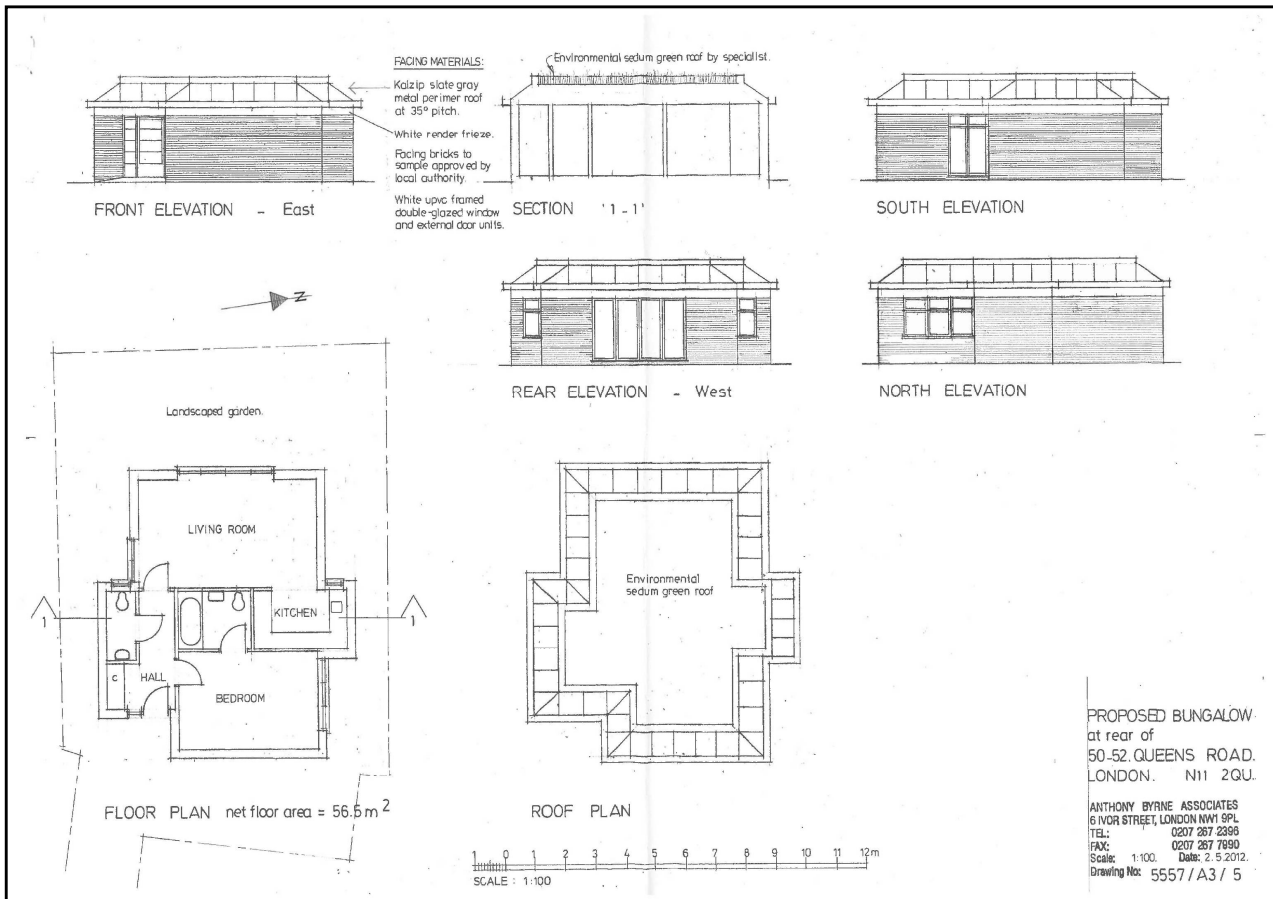 FACING MATERIALS:
Kalzip slate gray
metal perimer roof
at 35° pitch.
White render frieze.
Facing bricks to
sample approved by
local authority.
White upvc framed
double-glazed window
and external door units.
Environmental sedum green roof by specialist.
FRONT ELEVATION - East
SECTION '1-1'
SOUTH ELEVATION
Z
REAR ELEVATION - West
NORTH ELEVATION
Landscaped garden.
LIVING ROOM
KITCHEN
1
1
C
HALL
BEDROOM
FLOOR PLAN net floor area = 56.5 m²
Environmental
sedum green roof
ROOF PLAN
1 0 1 2 3 4 5 6 7 8 9 10 11 12m
SCALE : 1:100
PROPOSED BUNGALOW
at rear of
50-52. QUEENS ROAD.
LONDON. N11 2QU.
ANTHONY BYRNE ASSOCIATES
6 IVOR STREET, LONDON NW1 9PL
TEL: 0207 267 2396
FAX: 0207 267 7990
Scale: 1:100. Date: 2.5.2012.
Drawing No: 5557/A3/5